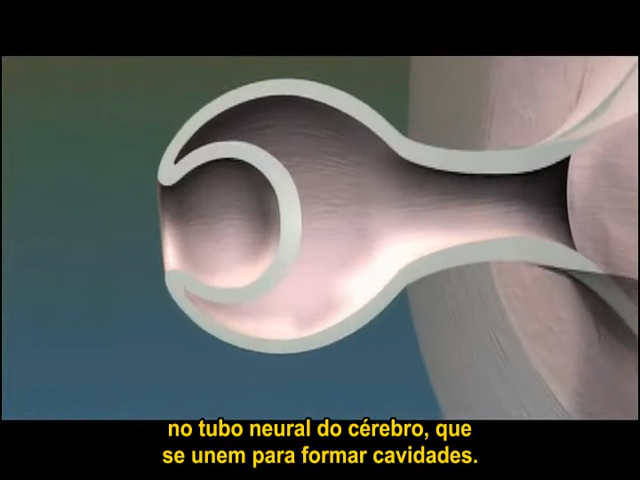 no tubo neural do cérebro, que
se unem para formar cavidades.